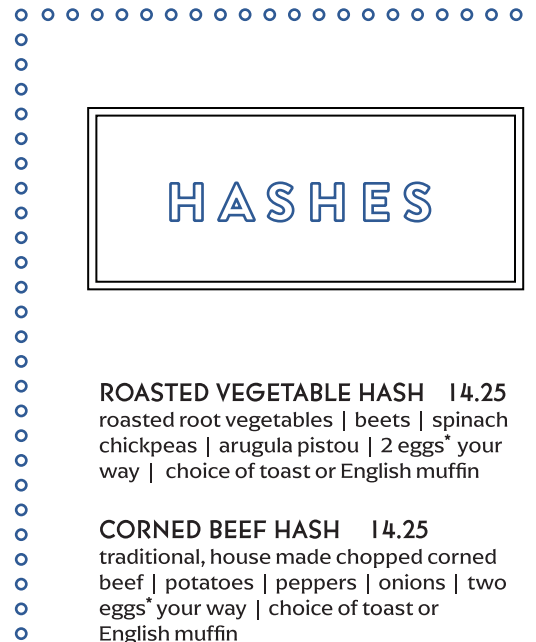 HASHES
ROASTED VEGETABLE HASH 14.25
roasted root vegetables | beets | spinach
chickpeas | arugula pistou | 2 eggs* your
way | choice of toast or English muffin
CORNED BEEF HASH 14.25
traditional, house made chopped corned
beef | potatoes | peppers | onions | two
eggs* your way | choice of toast or
English muffin